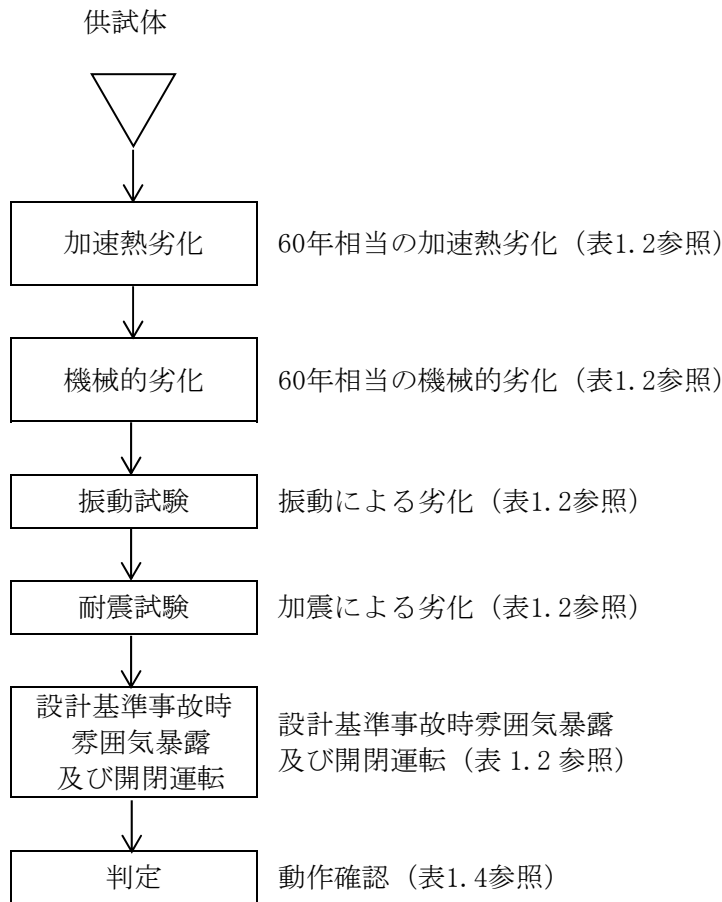 供試体
加速熱劣化
60年相当の加速熱劣化（表1.2参照）
機械的劣化
60年相当の機械的劣化（表1.2参照）
振動試験
振動による劣化（表1.2参照）
耐震試験
加震による劣化（表1.2参照）
設計基準事故時
雰囲気暴露
及び開閉運転
設計基準事故時雰囲気暴露
及び開閉運転（表 1.2 参照）
判定
動作確認（表1.4参照）